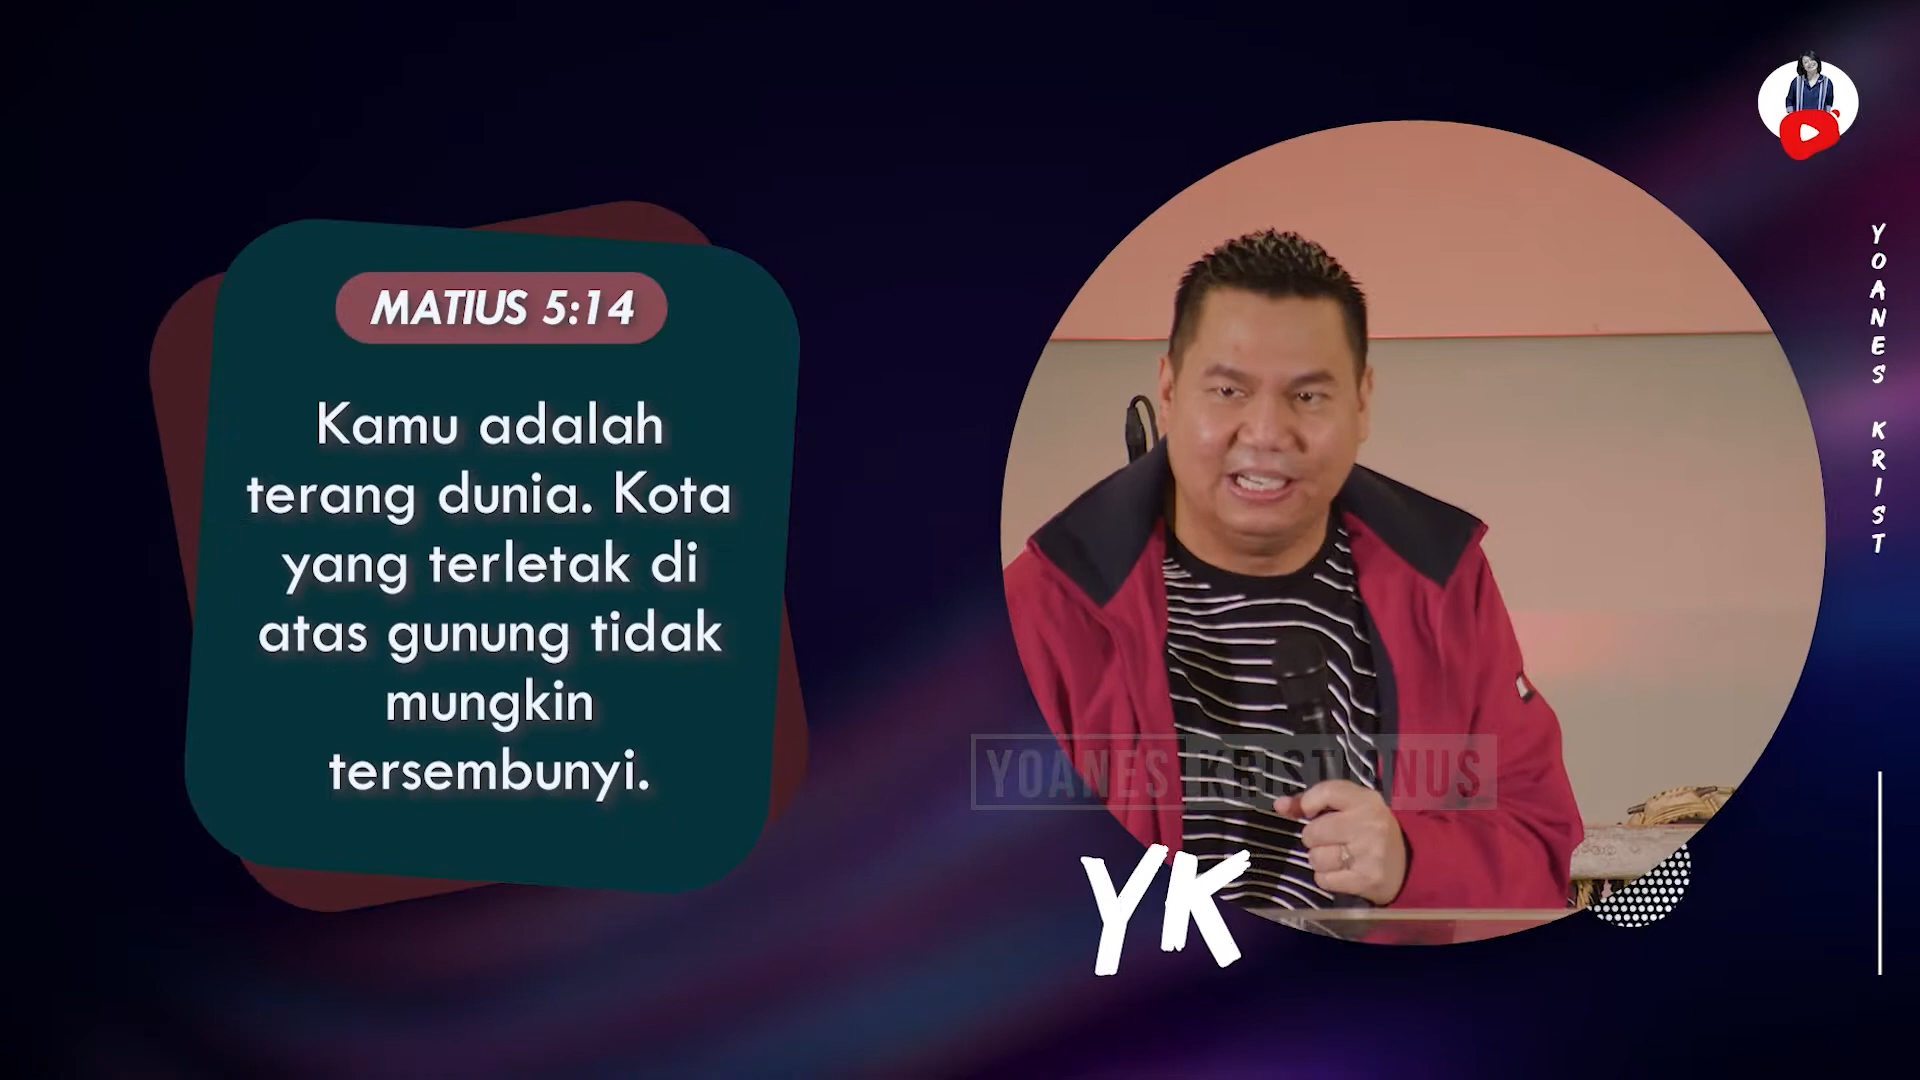 MATIUS 5:14
Kamu adalah
terang dunia. Kota
yang terletak di
atas gunung tidak
mungkin
tersembunyi.
YOANES KRISTIANUS
YK
YOANES KRIST